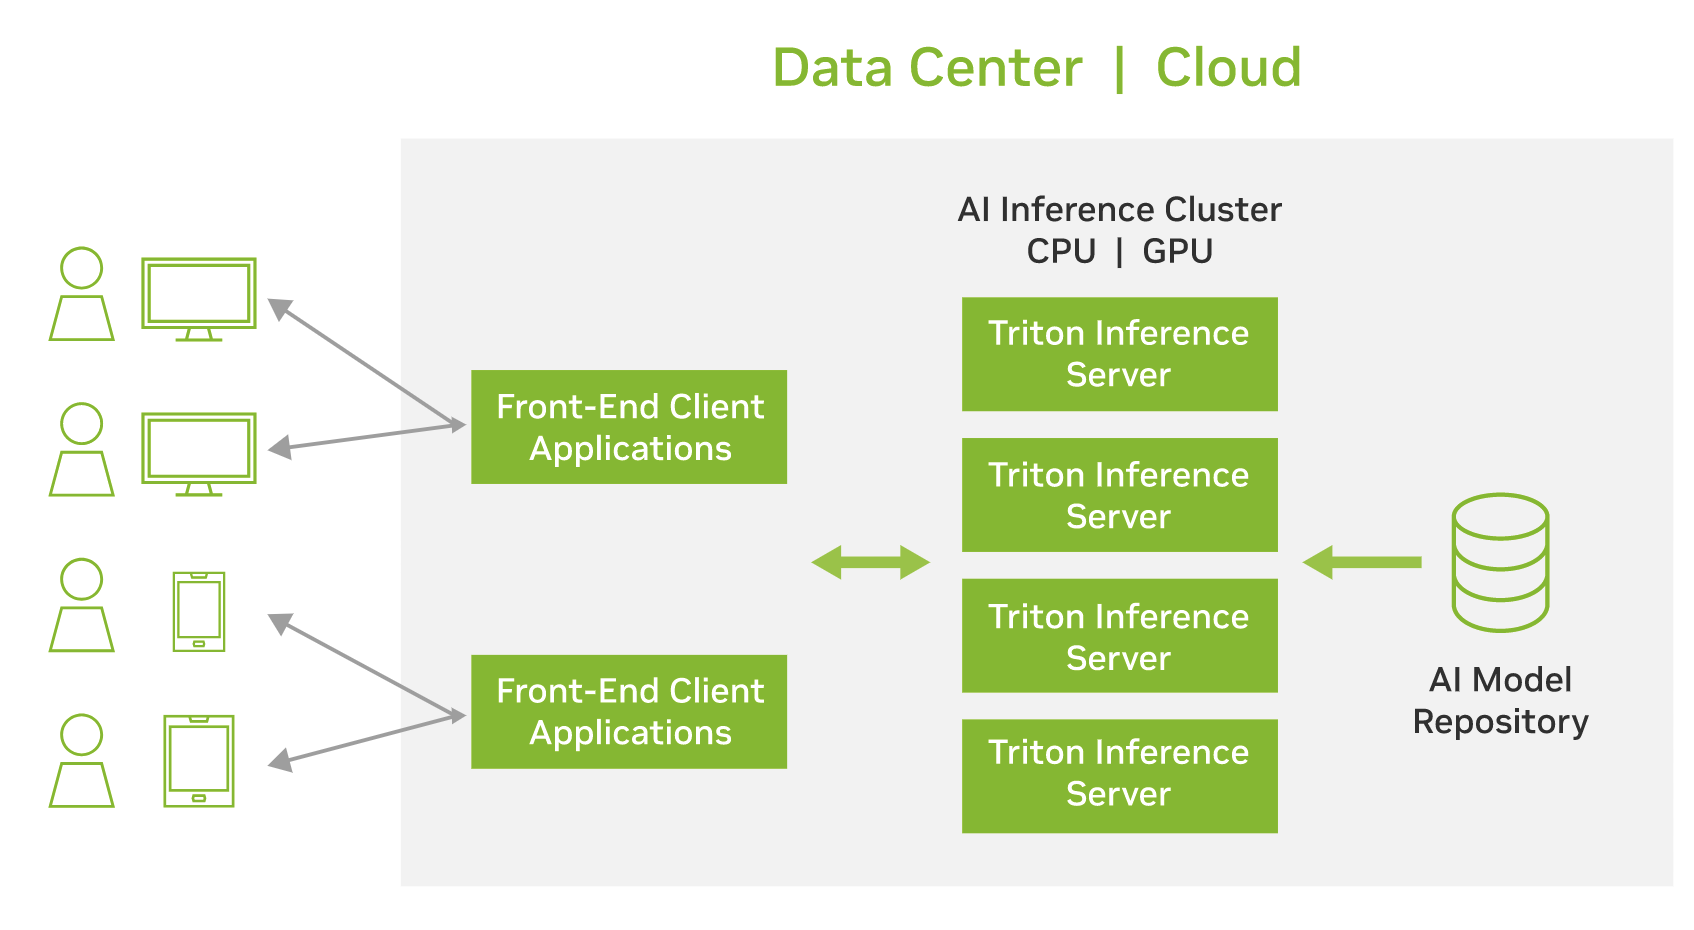 Data Center | Cloud
AI Inference Cluster
CPU | GPU
Triton Inference
Server
Front-End Client
Applications
Triton Inference
Server
Triton Inference
Server
Front-End Client
Applications
AI Model
Repository
Triton Inference
Server